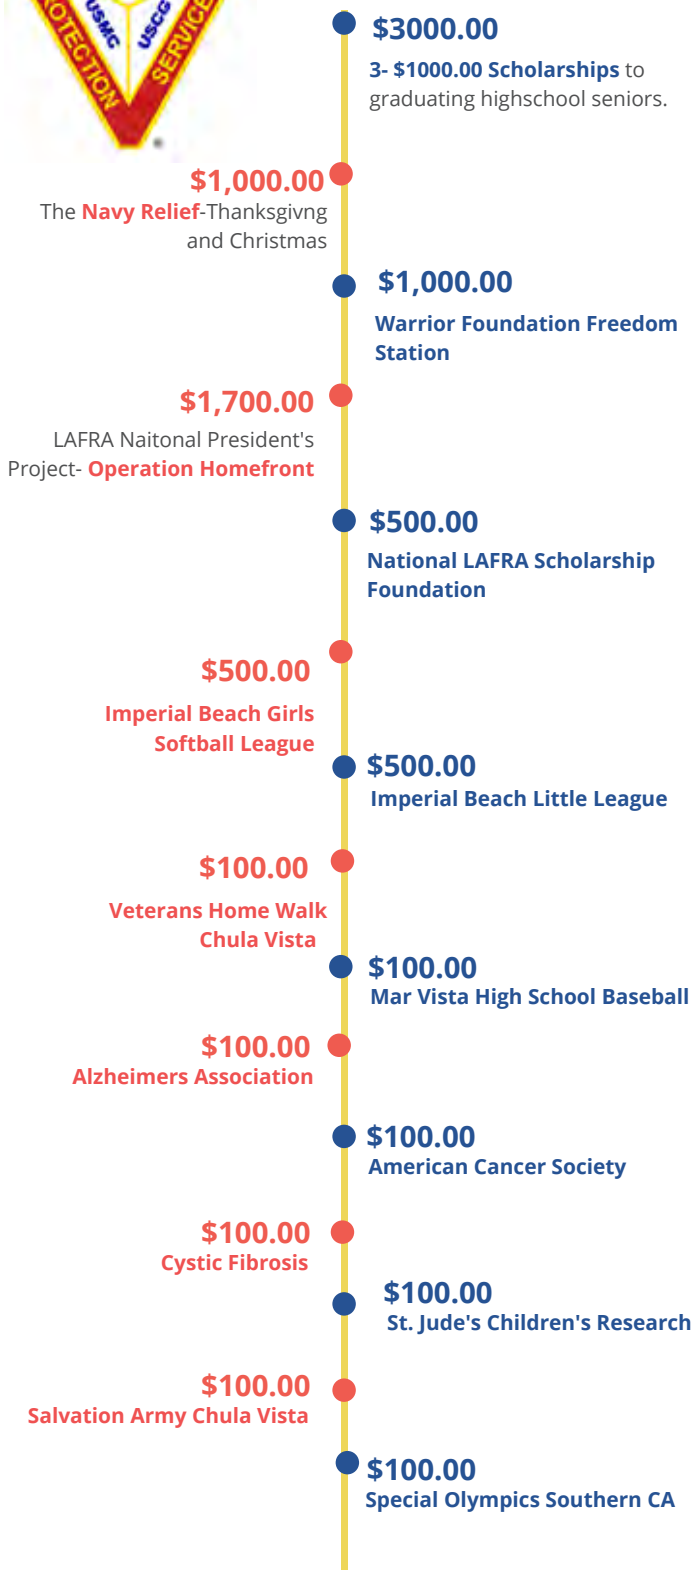 USMC
USCG
OTECTION
SERVICE
$3000.00
3- $1000.00 Scholarships to
graduating highschool seniors.
$1,000.00
The Navy Relief-Thanksgivng
and Christmas
$1,000.00
Warrior Foundation Freedom
Station
$1,700.00
LAFRA Naitonal President's
Project- Operation Homefront
$500.00
National LAFRA Scholarship
Foundation
$500.00
Imperial Beach Girls
Softball League
$500.00
Imperial Beach Little League
$100.00
Veterans Home Walk
Chula Vista
$100.00
Mar Vista High School Baseball
$100.00
Alzheimers Association
$100.00
American Cancer Society
$100.00
Cystic Fibrosis
$100.00
St. Jude's Children's Research
$100.00
Salvation Army Chula Vista
$100.00
Special Olympics Southern CA